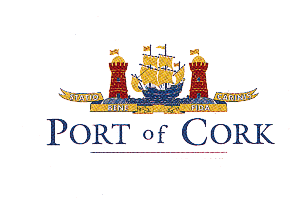 STATIO BENE FIDA CARINIS
PORT of CORK